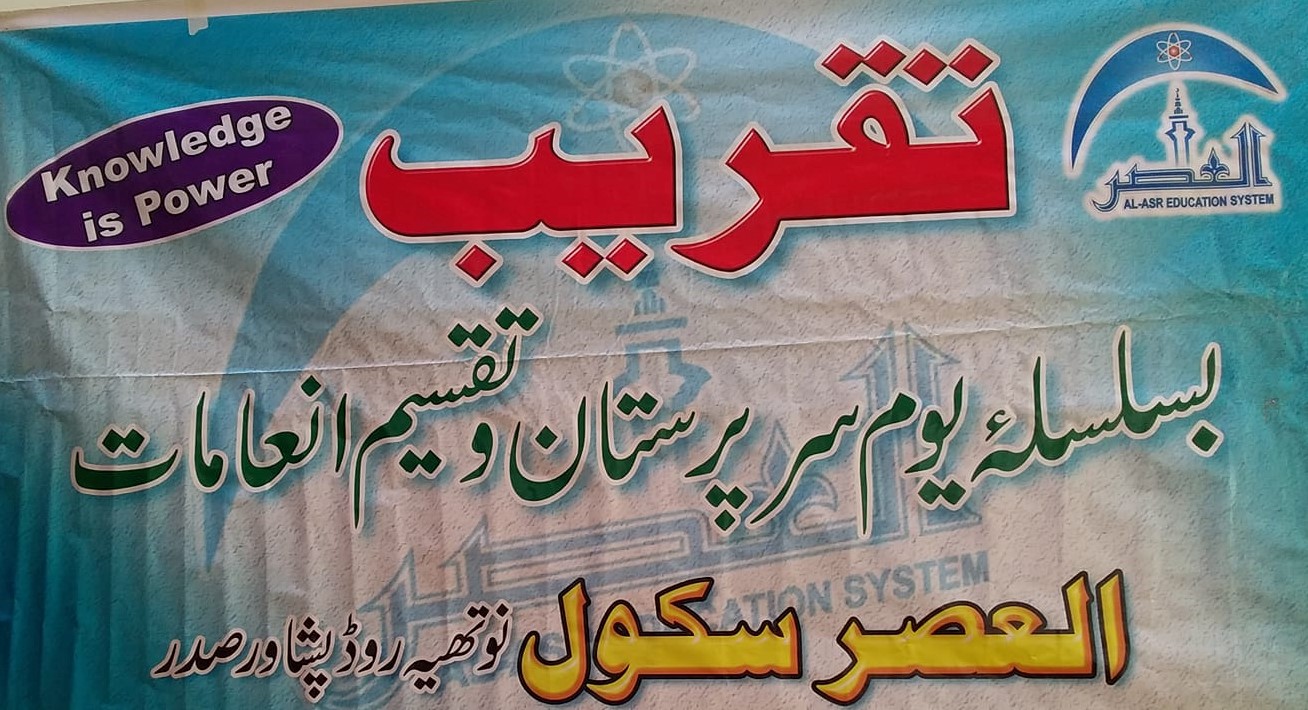 Knowledge
is Power
تقریب
العصر
AL-ASR EDUCATION SYSTEM
بسلسلۂ یوم سرپرستان و تقسیم انعامات
العصر سکول نوتھیہ روڈ پشاور صدر